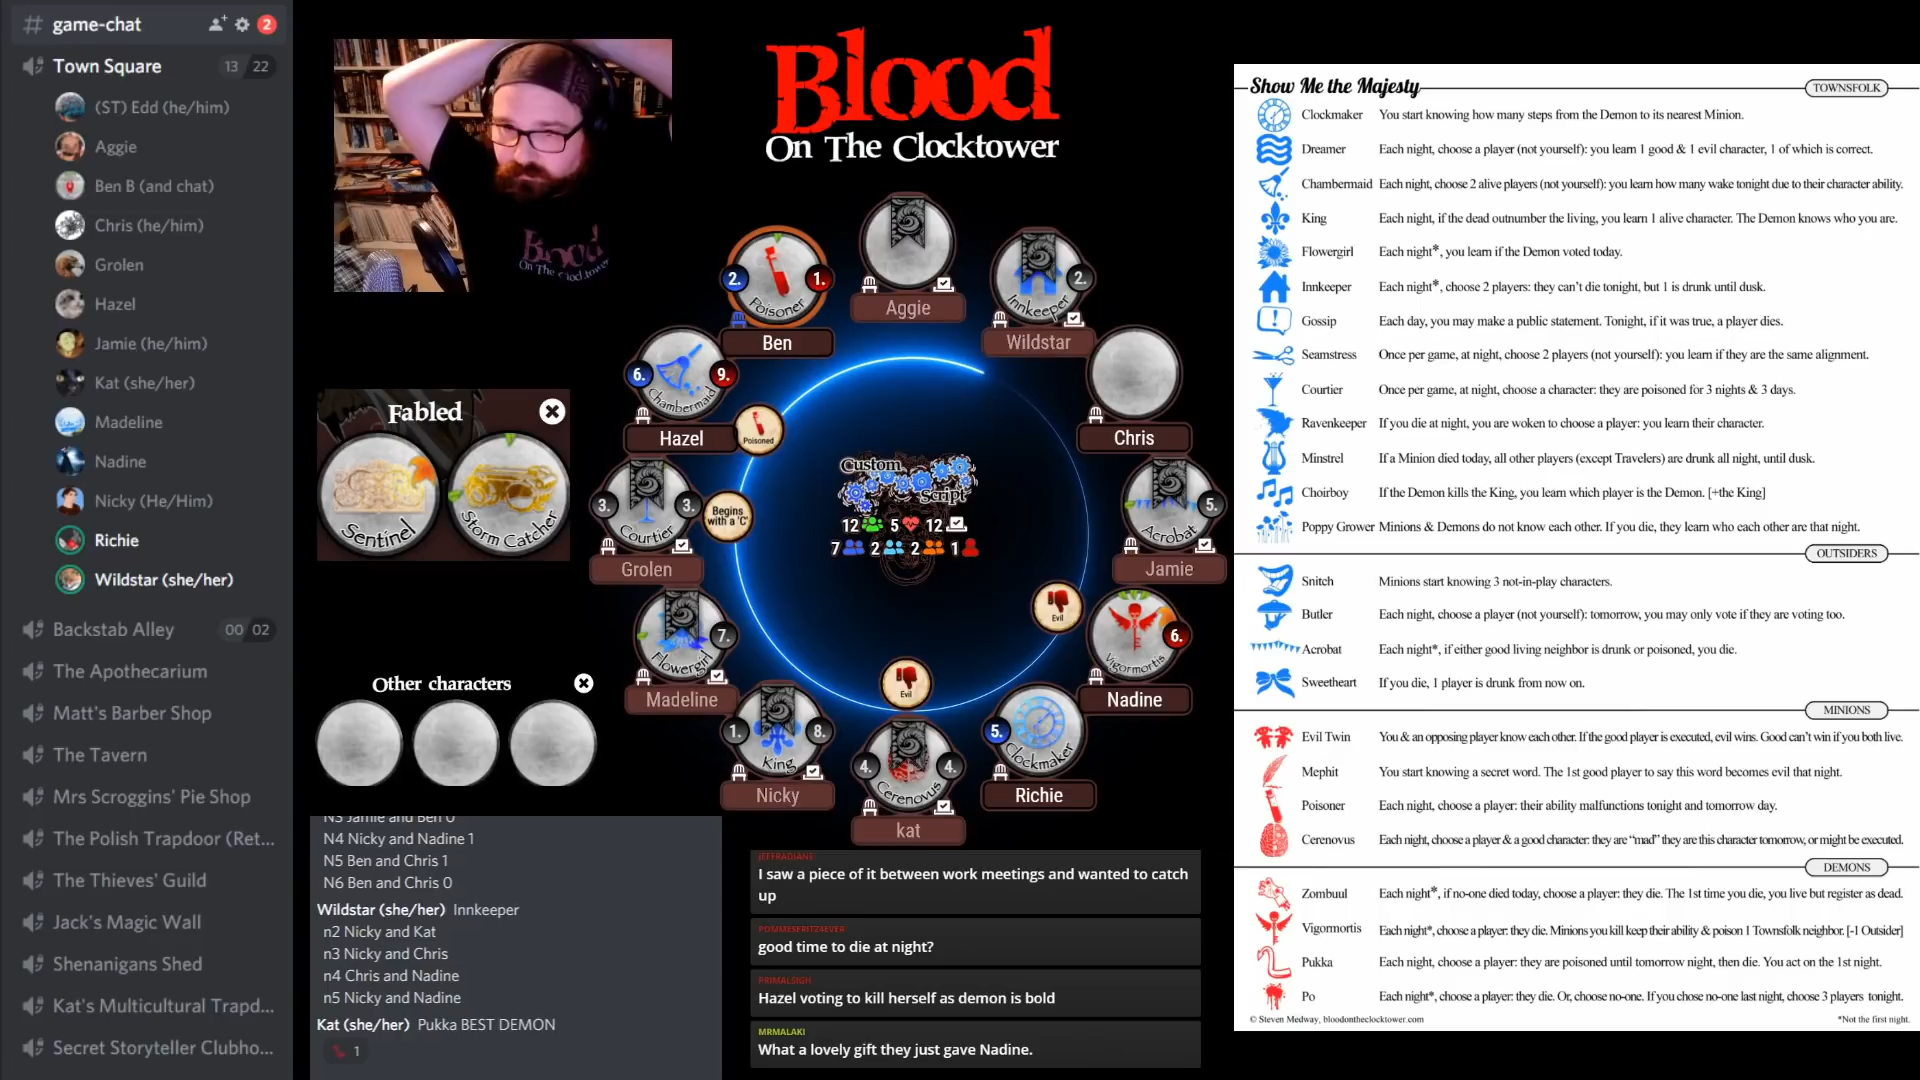 # game-chat 2
Town Square 13 22
(ST) Edd (he/him)
Aggie
Ben B (and chat)
Chris (he/him)
Grolen
Hazel
Jamie (he/him)
Kat (she/her)
Madeline
Nadine
Nicky (He/Him)
Richie
Wildstar (she/her)
Backstab Alley 00 02
The Apothecarium
Matt's Barber Shop
The Tavern
Mrs Scroggins' Pie Shop
The Polish Trapdoor (Ret...
The Thieves' Guild
Jack's Magic Wall
Shenanigans Shed
Kat's Multicultural Trapd...
Secret Storyteller Clubho...
Blood
On The Clocktower
Blood
On The Clocktower
Fabled
Sentinel
Storm Catcher
Other characters
Aggie
Innkeeper 2.
Wildstar
Chris
Acrobat 5.
Jamie
Evil
Vigormortis 6.
Nadine
5. Clockmaker
Richie
Evil
4. Cerenovus 4.
kat
1. King 8.
Nicky
Flowergirl 7.
Madeline
3. Courtier 3.
Begins with a 'C'
Grolen
6. Chambermaid 9.
Poisoned
Hazel
2. Poisoner 1.
Ben
Custom
Script
12 5 12
7 2 2 1
N3 Jamie and Ben 0
N4 Nicky and Nadine 1
N5 Ben and Chris 1
N6 Ben and Chris 0
Wildstar (she/her) Innkeeper
n2 Nicky and Kat
n3 Nicky and Chris
n4 Chris and Nadine
n5 Nicky and Nadine
Kat (she/her) Pukka BEST DEMON
1
JEFFRADIANS
I saw a piece of it between work meetings and wanted to catch
up
POMMESFRITZ4EVER
good time to die at night?
PRIMALSIGH
Hazel voting to kill herself as demon is bold
MRMALAKI
What a lovely gift they just gave Nadine.
Show Me the Majesty
TOWNSFOLK
Clockmaker You start knowing how many steps from the Demon to its nearest Minion.
Dreamer Each night, choose a player (not yourself): you learn 1 good & 1 evil character, 1 of which is correct.
Chambermaid Each night, choose 2 alive players (not yourself): you learn how many wake tonight due to their character ability.
King Each night, if the dead outnumber the living, you learn 1 alive character. The Demon knows who you are.
Flowergirl Each night*, you learn if the Demon voted today.
Innkeeper Each night*, choose 2 players: they can't die tonight, but 1 is drunk until dusk.
Gossip Each day, you may make a public statement. Tonight, if it was true, a player dies.
Seamstress Once per game, at night, choose 2 players (not yourself): you learn if they are the same alignment.
Courtier Once per game, at night, choose a character: they are poisoned for 3 nights & 3 days.
Ravenkeeper If you die at night, you are woken to choose a player: you learn their character.
Minstrel If a Minion died today, all other players (except Travelers) are drunk all night, until dusk.
Choirboy If the Demon kills the King, you learn which player is the Demon. [+the King]
Poppy Grower Minions & Demons do not know each other. If you die, they learn who each other are that night.
OUTSIDERS
Snitch Minions start knowing 3 not-in-play characters.
Butler Each night, choose a player (not yourself): tomorrow, you may only vote if they are voting too.
Acrobat Each night*, if either good living neighbor is drunk or poisoned, you die.
Sweetheart If you die, 1 player is drunk from now on.
MINIONS
Evil Twin You & an opposing player know each other. If the good player is executed, evil wins. Good can't win if you both live.
Mephit You start knowing a secret word. The 1st good player to say this word becomes evil that night.
Poisoner Each night, choose a player: their ability malfunctions tonight and tomorrow day.
Cerenovus Each night, choose a player & a good character: they are "mad" they are this character tomorrow, or might be executed.
DEMONS
Zombuul Each night*, if no-one died today, choose a player: they die. The 1st time you die, you live but register as dead.
Vigormortis Each night*, choose a player: they die. Minions you kill keep their ability & poison 1 Townsfolk neighbor. [-1 Outsider]
Pukka Each night, choose a player: they are poisoned until tomorrow night, then die. You act on the 1st night.
Po Each night*, choose a player: they die. Or, choose no-one. If you chose no-one last night, choose 3 players tonight.
© Steven Medway, bloodontheclocktower.com *Not the first night.